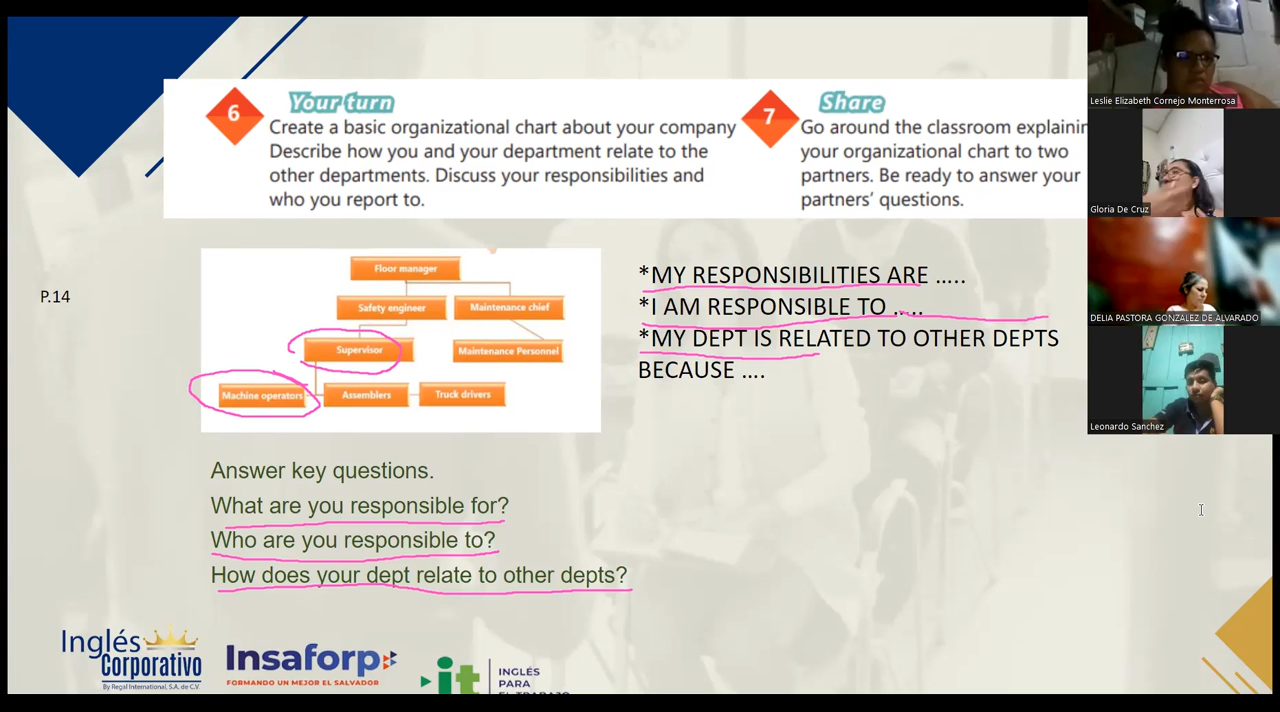 6
Your turn
Create a basic organizational chart about your company
Describe how you and your department relate to the
other departments. Discuss your responsibilities and
who you report to.
7
Share
Go around the classroom
your organizational chart to two
partners. Be ready to answer your
partners' questions.
P.14
Floor manager
Safety engineer
Maintenance chief
Supervisor
Maintenance Personnel
Machine operators
Assemblers
Truck drivers
*MY RESPONSIBILITIES ARE …..
*I AM RESPONSIBLE TO …..
*MY DEPT IS RELATED TO OTHER DEPTS
BECAUSE ….
Answer key questions.
What are you responsible for?
Who are you responsible to?
How does your dept relate to other depts?
Inglés
Corporativo
By Regal International, S.A. de C.V.
Insaforp
FORMANDO UN MEJOR EL SALVADOR
it
INGLÉS
PARA
Leslie Elizabeth Cornejo Monterrosa
Gloria De Cruz
DELIA PASTORA GONZALEZ DE ALVARADO
Leonardo Sanchez